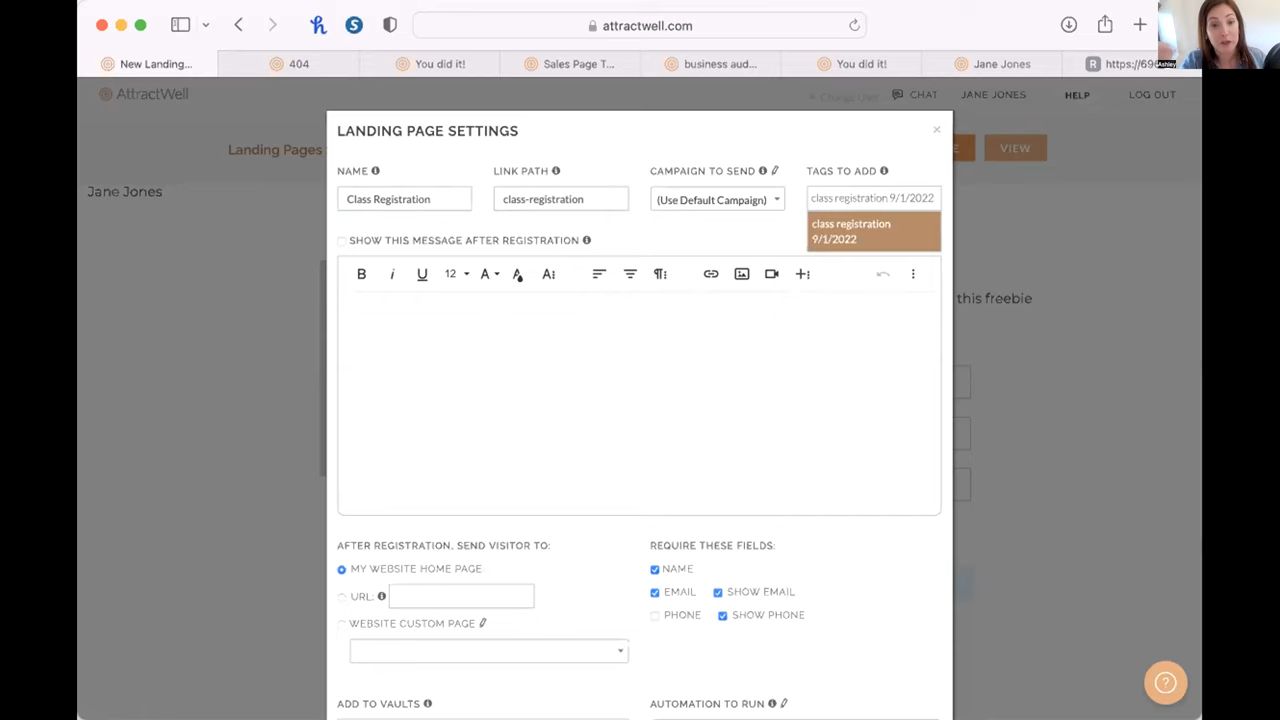 attractwell.com
New Landing...
404
You did it!
Sales Page T...
business aud...
You did it!
Jane Jones
R
https://69
Ashley
AttractWell
Change User
CHAT
JANE JONES
HELP
LOG OUT
Landing Pages
E
VIEW
Jane Jones
this freebie
LANDING PAGE SETTINGS
×
NAME
LINK PATH
CAMPAIGN TO SEND
TAGS TO ADD
Class Registration
class-registration
(Use Default Campaign)
class registration 9/1/2022
class registration
9/1/2022
SHOW THIS MESSAGE AFTER REGISTRATION
B i U 12 A A A
AFTER REGISTRATION, SEND VISITOR TO:
MY WEBSITE HOME PAGE
URL:
WEBSITE CUSTOM PAGE
REQUIRE THESE FIELDS:
NAME
EMAIL SHOW EMAIL
PHONE SHOW PHONE
ADD TO VAULTS
AUTOMATION TO RUN
?